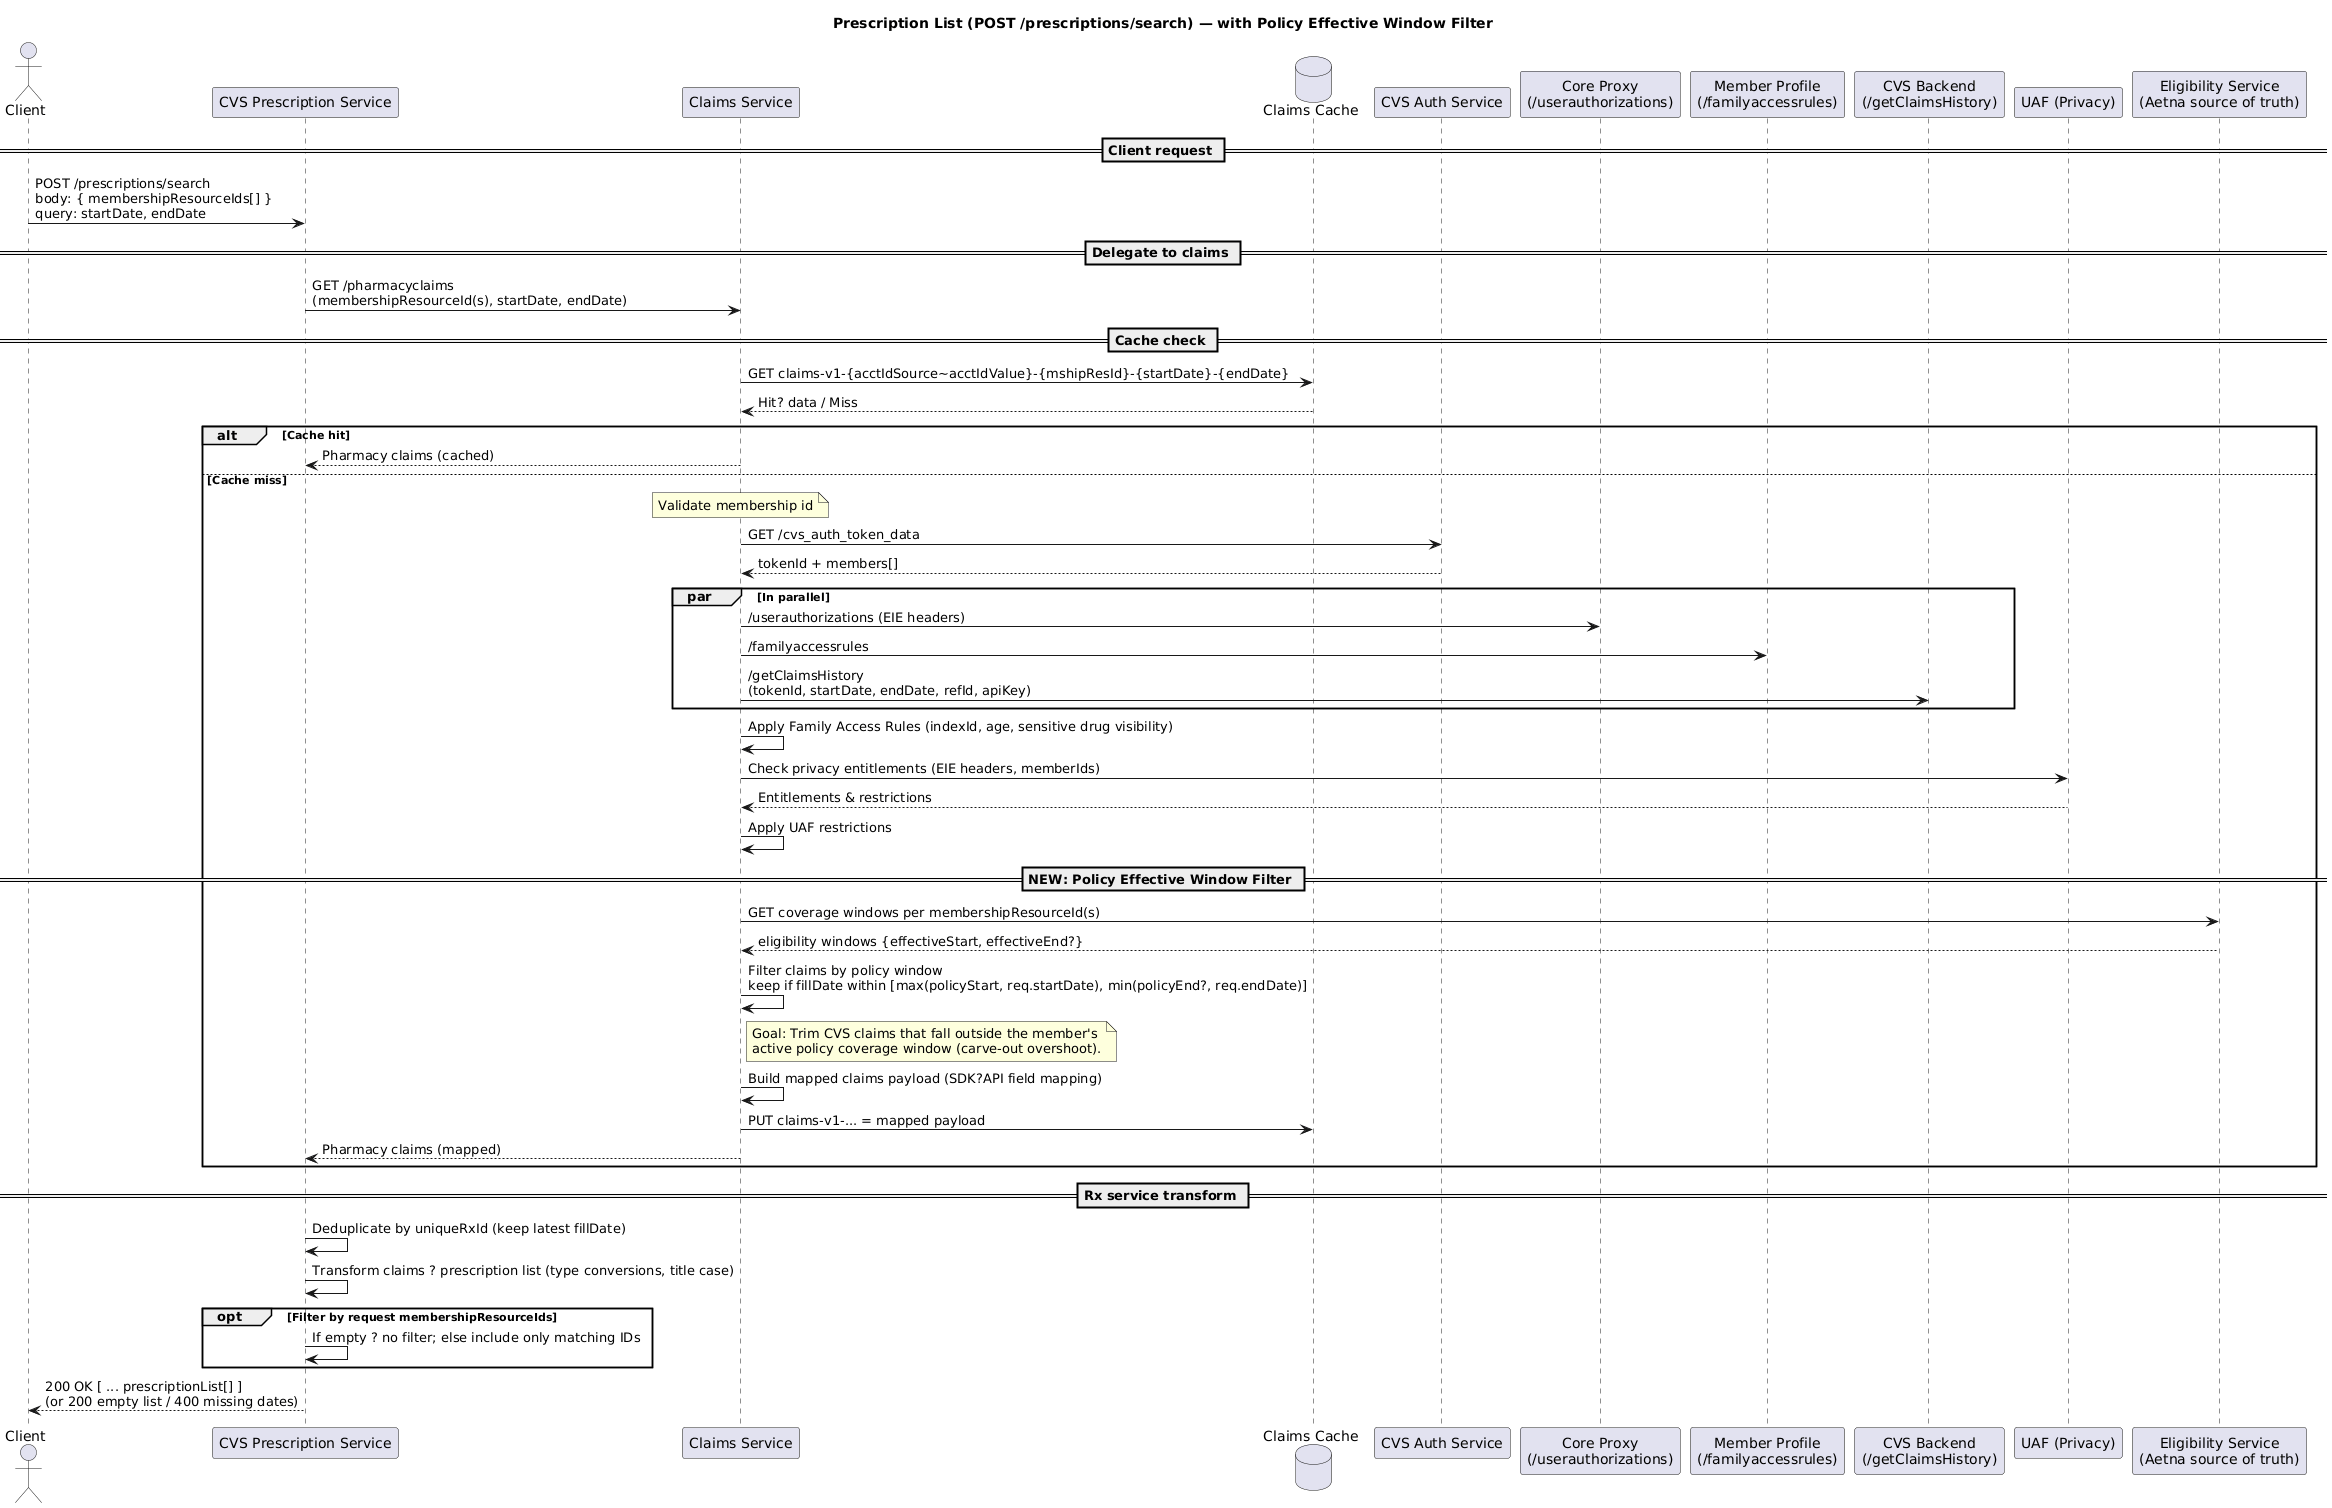 Prescription List (POST /prescriptions/search) — with Policy Effective Window Filter
Client
CVS Prescription Service
Claims Service
Claims Cache
CVS Auth Service
Core Proxy
(/userauthorizations)
Member Profile
(/familyaccessrules)
CVS Backend
(/getClaimsHistory)
UAF (Privacy)
Eligibility Service
(Aetna source of truth)
Client request
POST /prescriptions/search
body: { membershipResourceIds[] }
query: startDate, endDate
Delegate to claims
GET /pharmacyclaims
(membershipResourceId(s), startDate, endDate)
Cache check
GET claims-v1-{acctIdSource~acctIdValue}-{mshipResId}-{startDate}-{endDate}
Hit? data / Miss
alt [Cache hit]
Pharmacy claims (cached)
[Cache miss]
Validate membership id
GET /cvs_auth_token_data
tokenId + members[]
par [In parallel]
/userauthorizations (EIE headers)
/familyaccessrules
/getClaimsHistory
(tokenId, startDate, endDate, refId, apiKey)
Apply Family Access Rules (indexId, age, sensitive drug visibility)
Check privacy entitlements (EIE headers, memberIds)
Entitlements & restrictions
Apply UAF restrictions
NEW: Policy Effective Window Filter
GET coverage windows per membershipResourceId(s)
eligibility windows {effectiveStart, effectiveEnd?}
Filter claims by policy window
keep if fillDate within [max(policyStart, req.startDate), min(policyEnd?, req.endDate)]
Goal: Trim CVS claims that fall outside the member's
active policy coverage window (carve-out overshoot).
Build mapped claims payload (SDK?API field mapping)
PUT claims-v1-... = mapped payload
Pharmacy claims (mapped)
Rx service transform
Deduplicate by uniqueRxId (keep latest fillDate)
Transform claims ? prescription list (type conversions, title case)
opt [Filter by request membershipResourceIds]
If empty ? no filter; else include only matching IDs
200 OK [ ... prescriptionList[] ]
(or 200 empty list / 400 missing dates)
Client
CVS Prescription Service
Claims Service
Claims Cache
CVS Auth Service
Core Proxy
(/userauthorizations)
Member Profile
(/familyaccessrules)
CVS Backend
(/getClaimsHistory)
UAF (Privacy)
Eligibility Service
(Aetna source of truth)